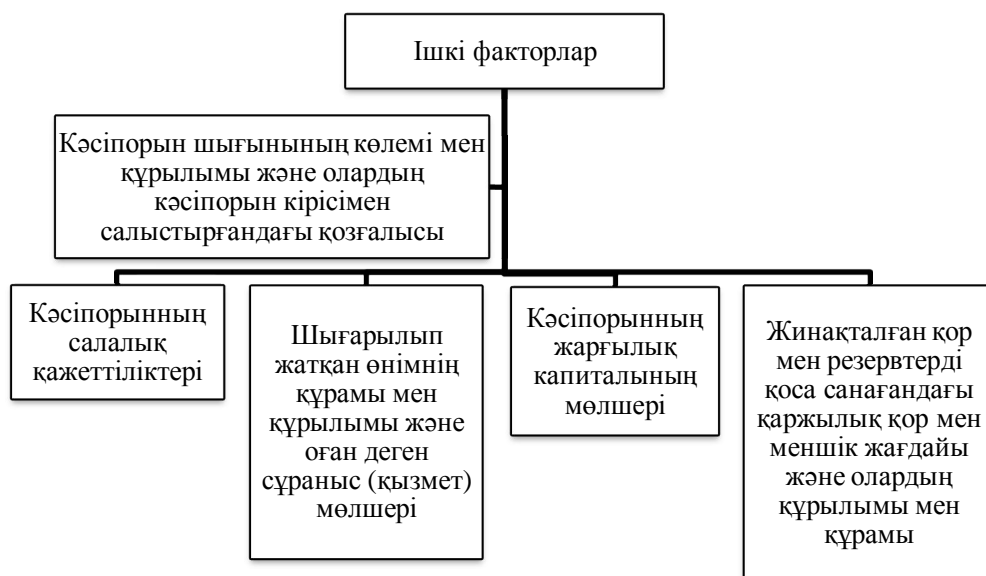 Ішкі факторлар
Кәсіпорын шығынының көлемі мен
құрылымы және олардың
кәсіпорын кірісімен
салыстырғандағы қозғалысы
Кәсіпорынның
салалық
қажеттіліктері
Шығарылып
жатқан өнімнің
құрамы мен
құрылымы және
оған деген
сұраныс (қызмет)
мөлшері
Кәсіпорынның
жарғылық
капиталының
мөлшері
Жинақталған қор
мен резервтерді
қоса санағандағы
қаржылық қор мен
меншік жағдайы
және олардың
құрылымы мен
құрамы